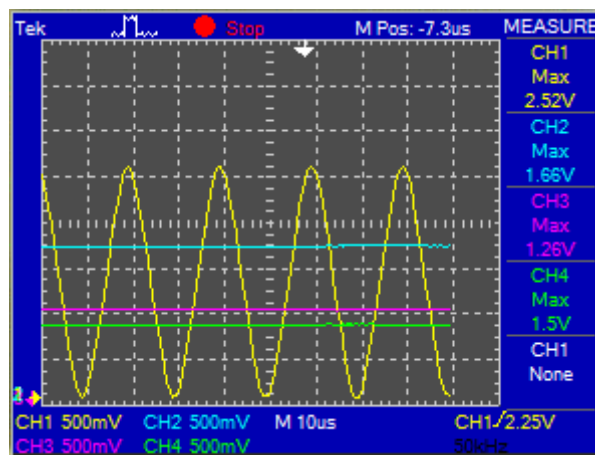 Tek Stop M Pos: -7.3us MEASURE
CH1
Max
2.52V
CH2
Max
1.66V
CH3
Max
1.26V
CH4
Max
1.5V
CH1
None
CH1 500mV CH2 500mV M 10us CH1/2.25V
CH3 500mV CH4 500mV 50kHz